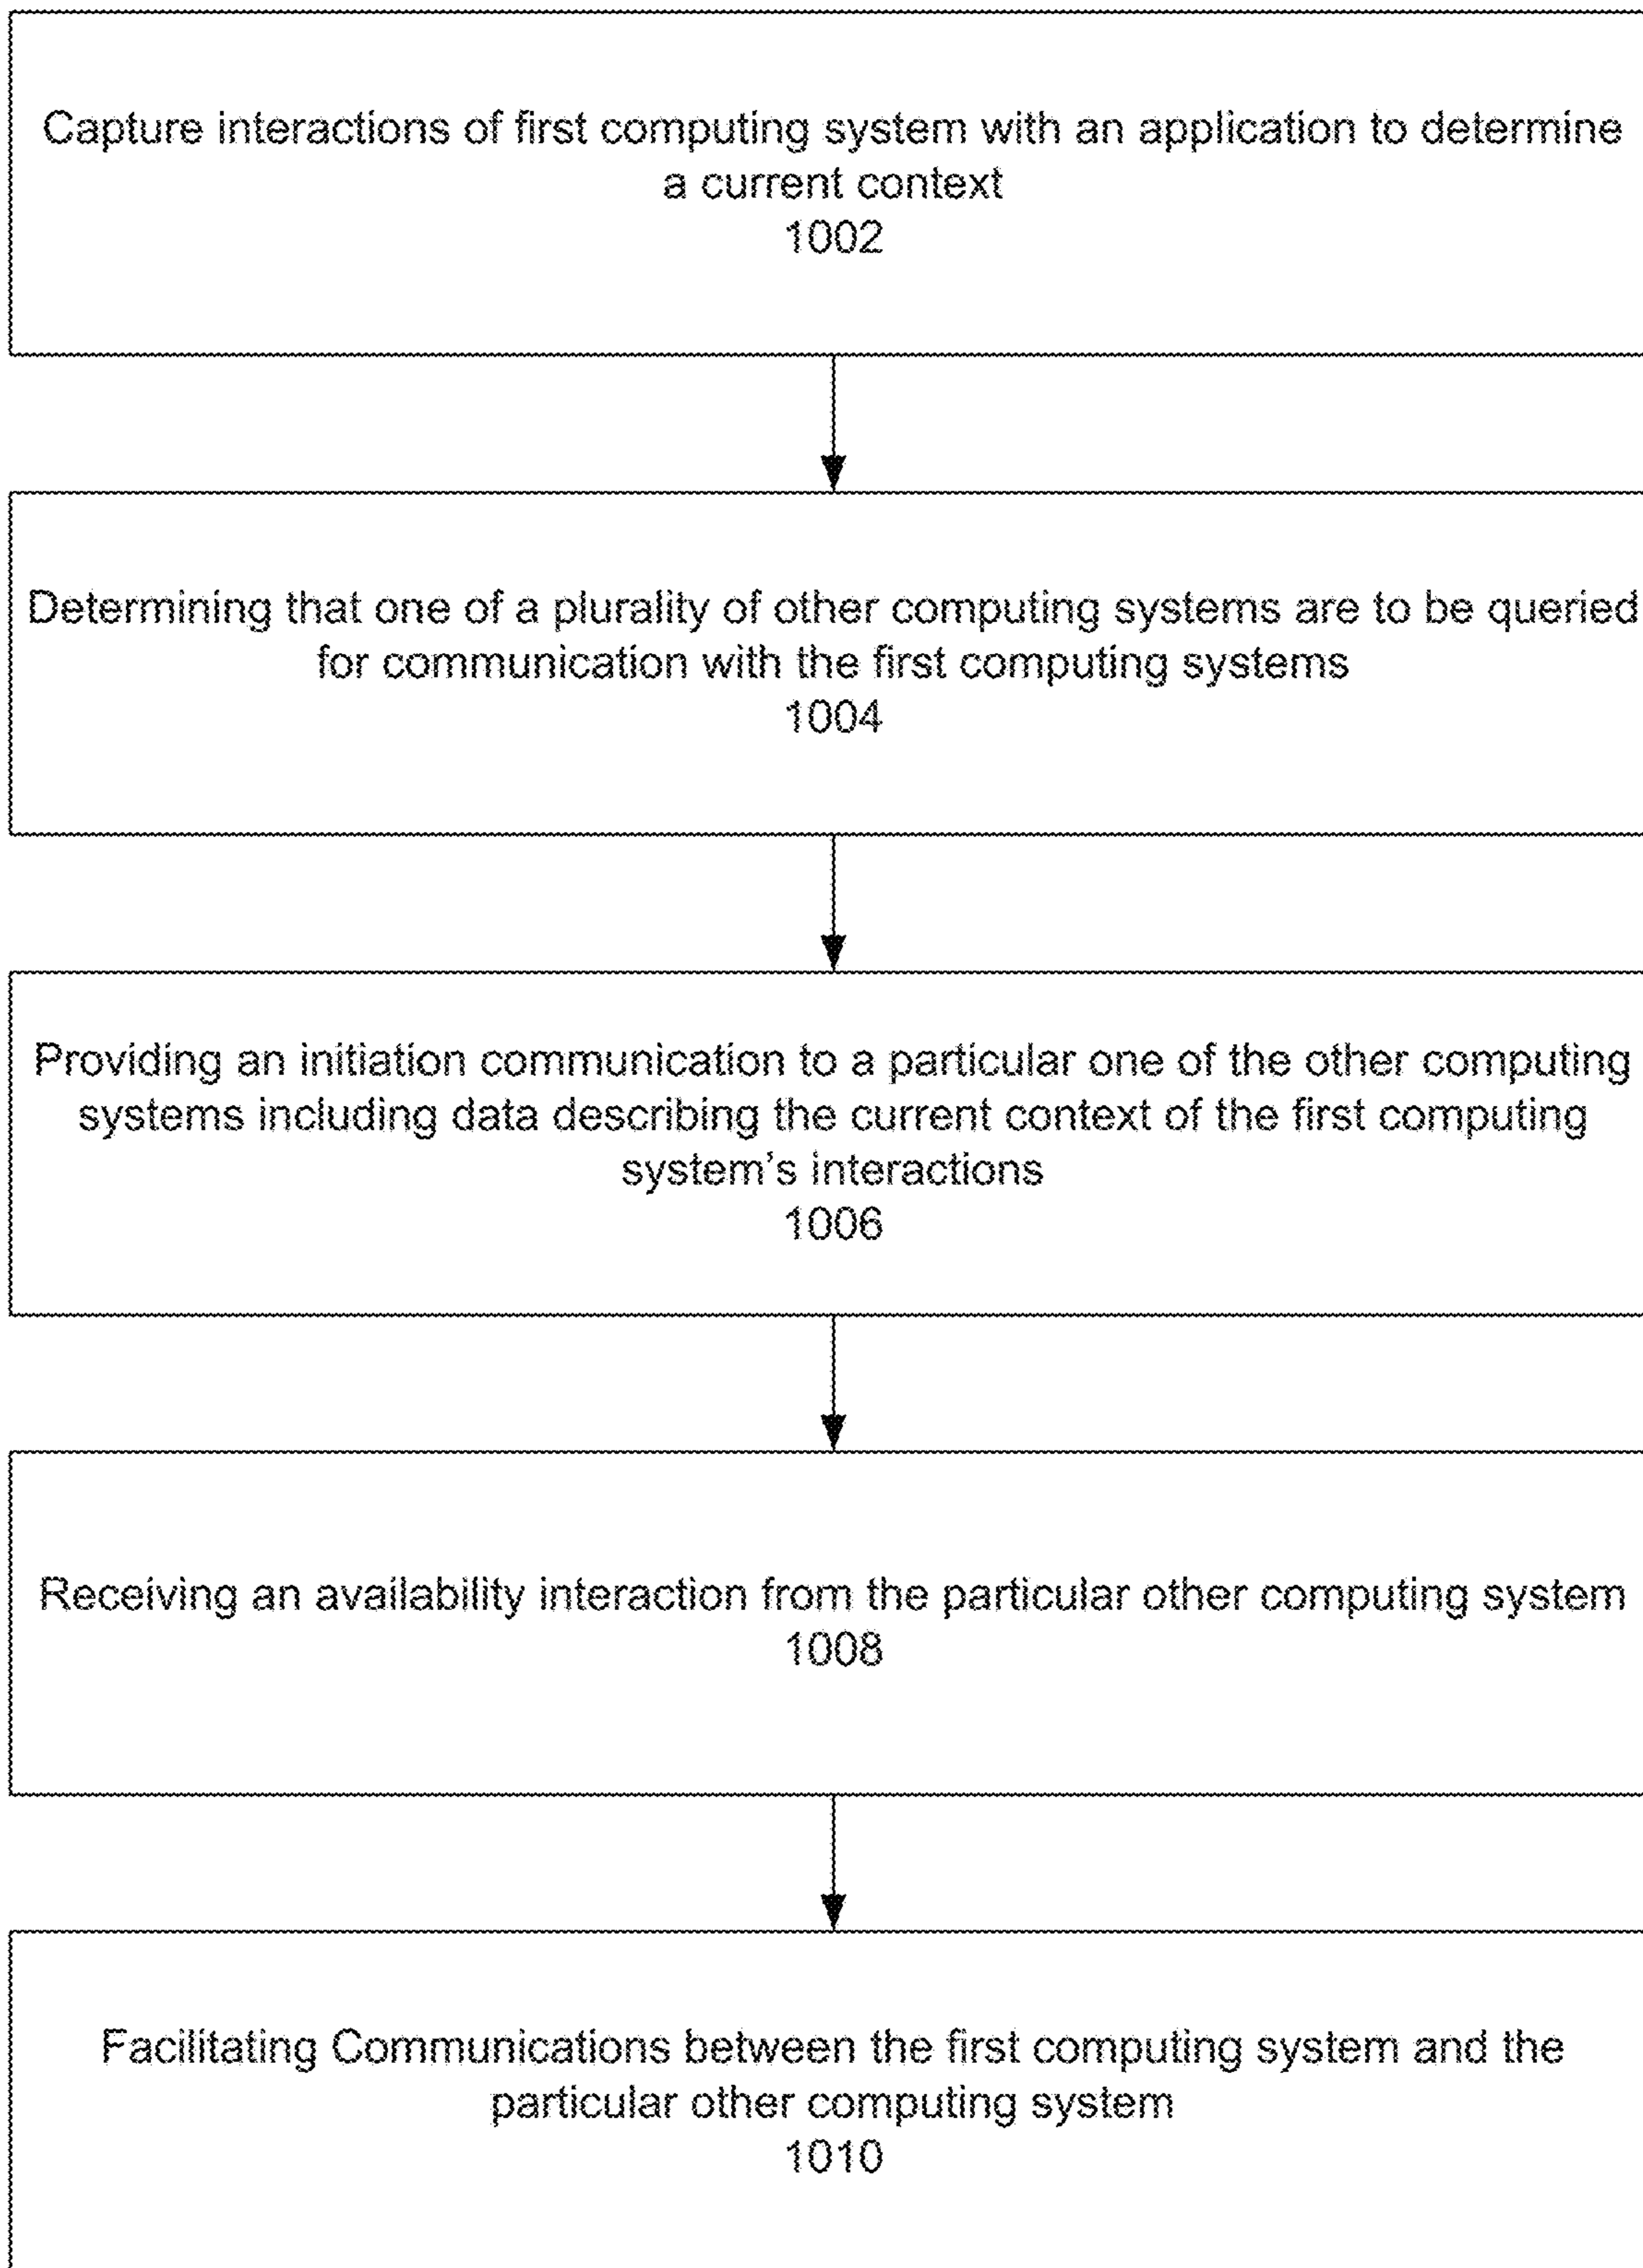 Capture interactions of first computing system with an application to determine
a current context
1002
Determining that one of a plurality of other computing systems are to be queried
for communication with the first computing systems
1004
Providing an initiation communication to a particular one of the other computing
systems including data describing the current context of the first computing
system's interactions
1006
Receiving an availability interaction from the particular other computing system
1008
Facilitating Communications between the first computing system and the
particular other computing system
1010